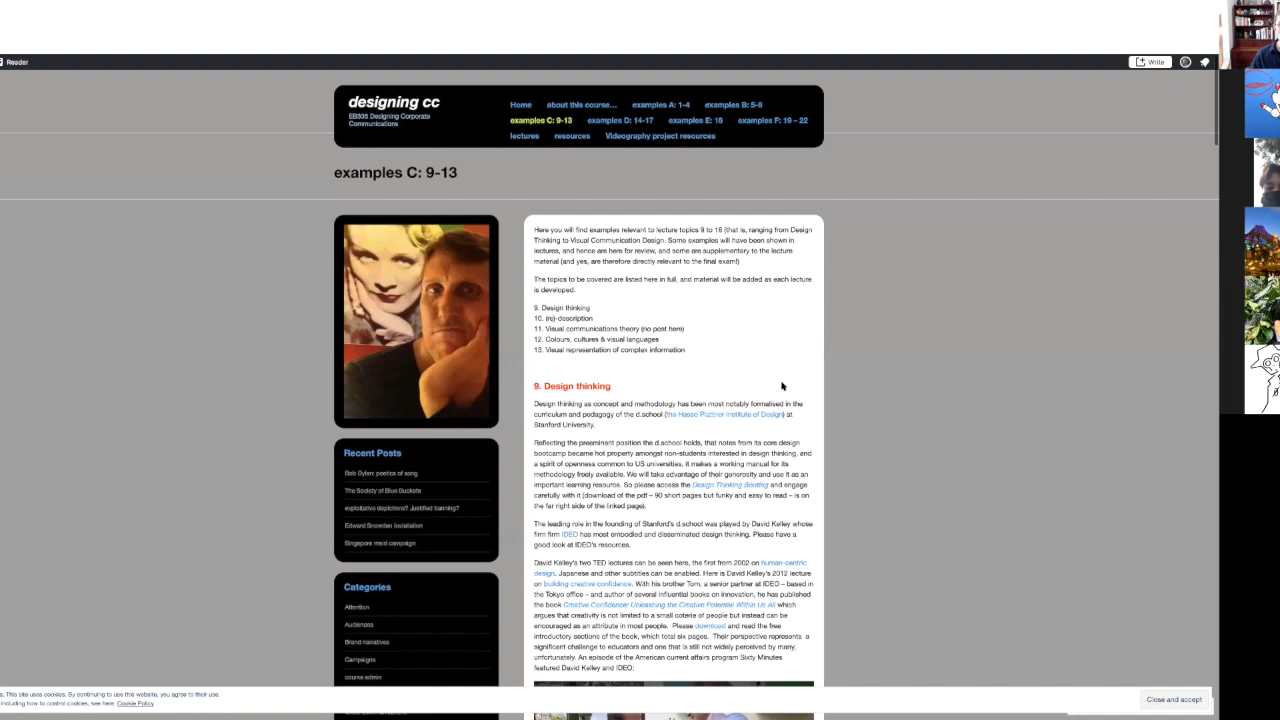 Reader
Write
designing cc
EB335 Designing Corporate
Communications
Home about this course... examples A: 1-4 examples B: 5-8
examples C: 9-13 examples D: 14-17 examples E: 18 examples F: 19 – 22
lectures resources Videography project resources
examples C: 9-13
Here you will find examples relevant to lecture topics 9 to 16 (that is, ranging from Design
Thinking to Visual Communication Design. Some examples will have been shown in
lectures, and hence are here for review, and some are supplementary to the lecture
material (and yes, are therefore directly relevant to the final exam!)
The topics to be covered are listed here in full, and material will be added as each lecture
is developed.
9. Design thinking
10. (re)-description
11. Visual communications theory (no post here)
12. Colours, cultures & visual languages
13. Visual representation of complex information
9. Design thinking
Design thinking as concept and methodology has been most notably formalised in the
curriculum and pedagogy of the d.school (the Hasso Plattner Institute of Design) at
Stanford University.
Reflecting the preeminent position the d.school holds, that notes from its core design
bootcamp became hot property amongst non-students interested in design thinking, and
a spirit of openness common to US universities, it makes a working manual for its
methodology freely available. We will take advantage of their generosity and use it as an
important learning resource. So please access the Design Thinking Bootleg and engage
carefully with it (download of the pdf – 90 short pages but funky and easy to read – is on
the far right side of the linked page).
The leading role in the founding of Stanford's d.school was played by David Kelley whose
firm firm IDEO has most embodied and disseminated design thinking. Please have a
good look at IDEO's resources.
David Kelley's two TED lectures can be seen here, the first from 2002 on human-centric
design. Japanese and other subtitles can be enabled. Here is David Kelley's 2012 lecture
on building creative confidence. With his brother Tom, a senior partner at IDEO – based in
the Tokyo office – and author of several influential books on innovation, he has published
the book Creative Confidence: Unleashing the Creative Potential Within Us All which
argues that creativity is not limited to a small coterie of people but instead can be
encouraged as an attribute in most people. Please download and read the free
introductory sections of the book, which total six pages. Their perspective represents a
significant challenge to educators and one that is still not widely perceived by many,
unfortunately. An episode of the American current affairs program Sixty Minutes
featured David Kelley and IDEO:
Recent Posts
Bob Dylan: poetics of song
The Society of Blue Buckets
exploitative depictions? Justified banning?
Edward Snowden installation
Singapore maid campaign
Categories
Attention
Audiences
Brand narratives
Campaigns
course admin
s: This site uses cookies. By continuing to use this website, you agree to their use.
including how to control cookies, see here: Cookie Policy
Close and accept